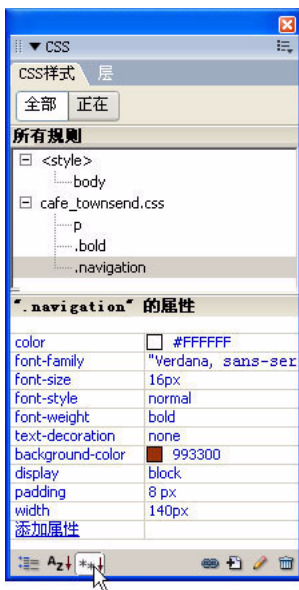 CSS
CSS样式 层
全部 正在
所有规则
<style>
body
cafe_townsend.css
p
.bold
.navigation
".navigation" 的属性
color #FFFFFF
font-family "Verdana, sans-ser
font-size 16px
font-style normal
font-weight bold
text-decoration none
background-color 993300
display block
padding 8 px
width 140px
添加属性
AZ↓ **↓